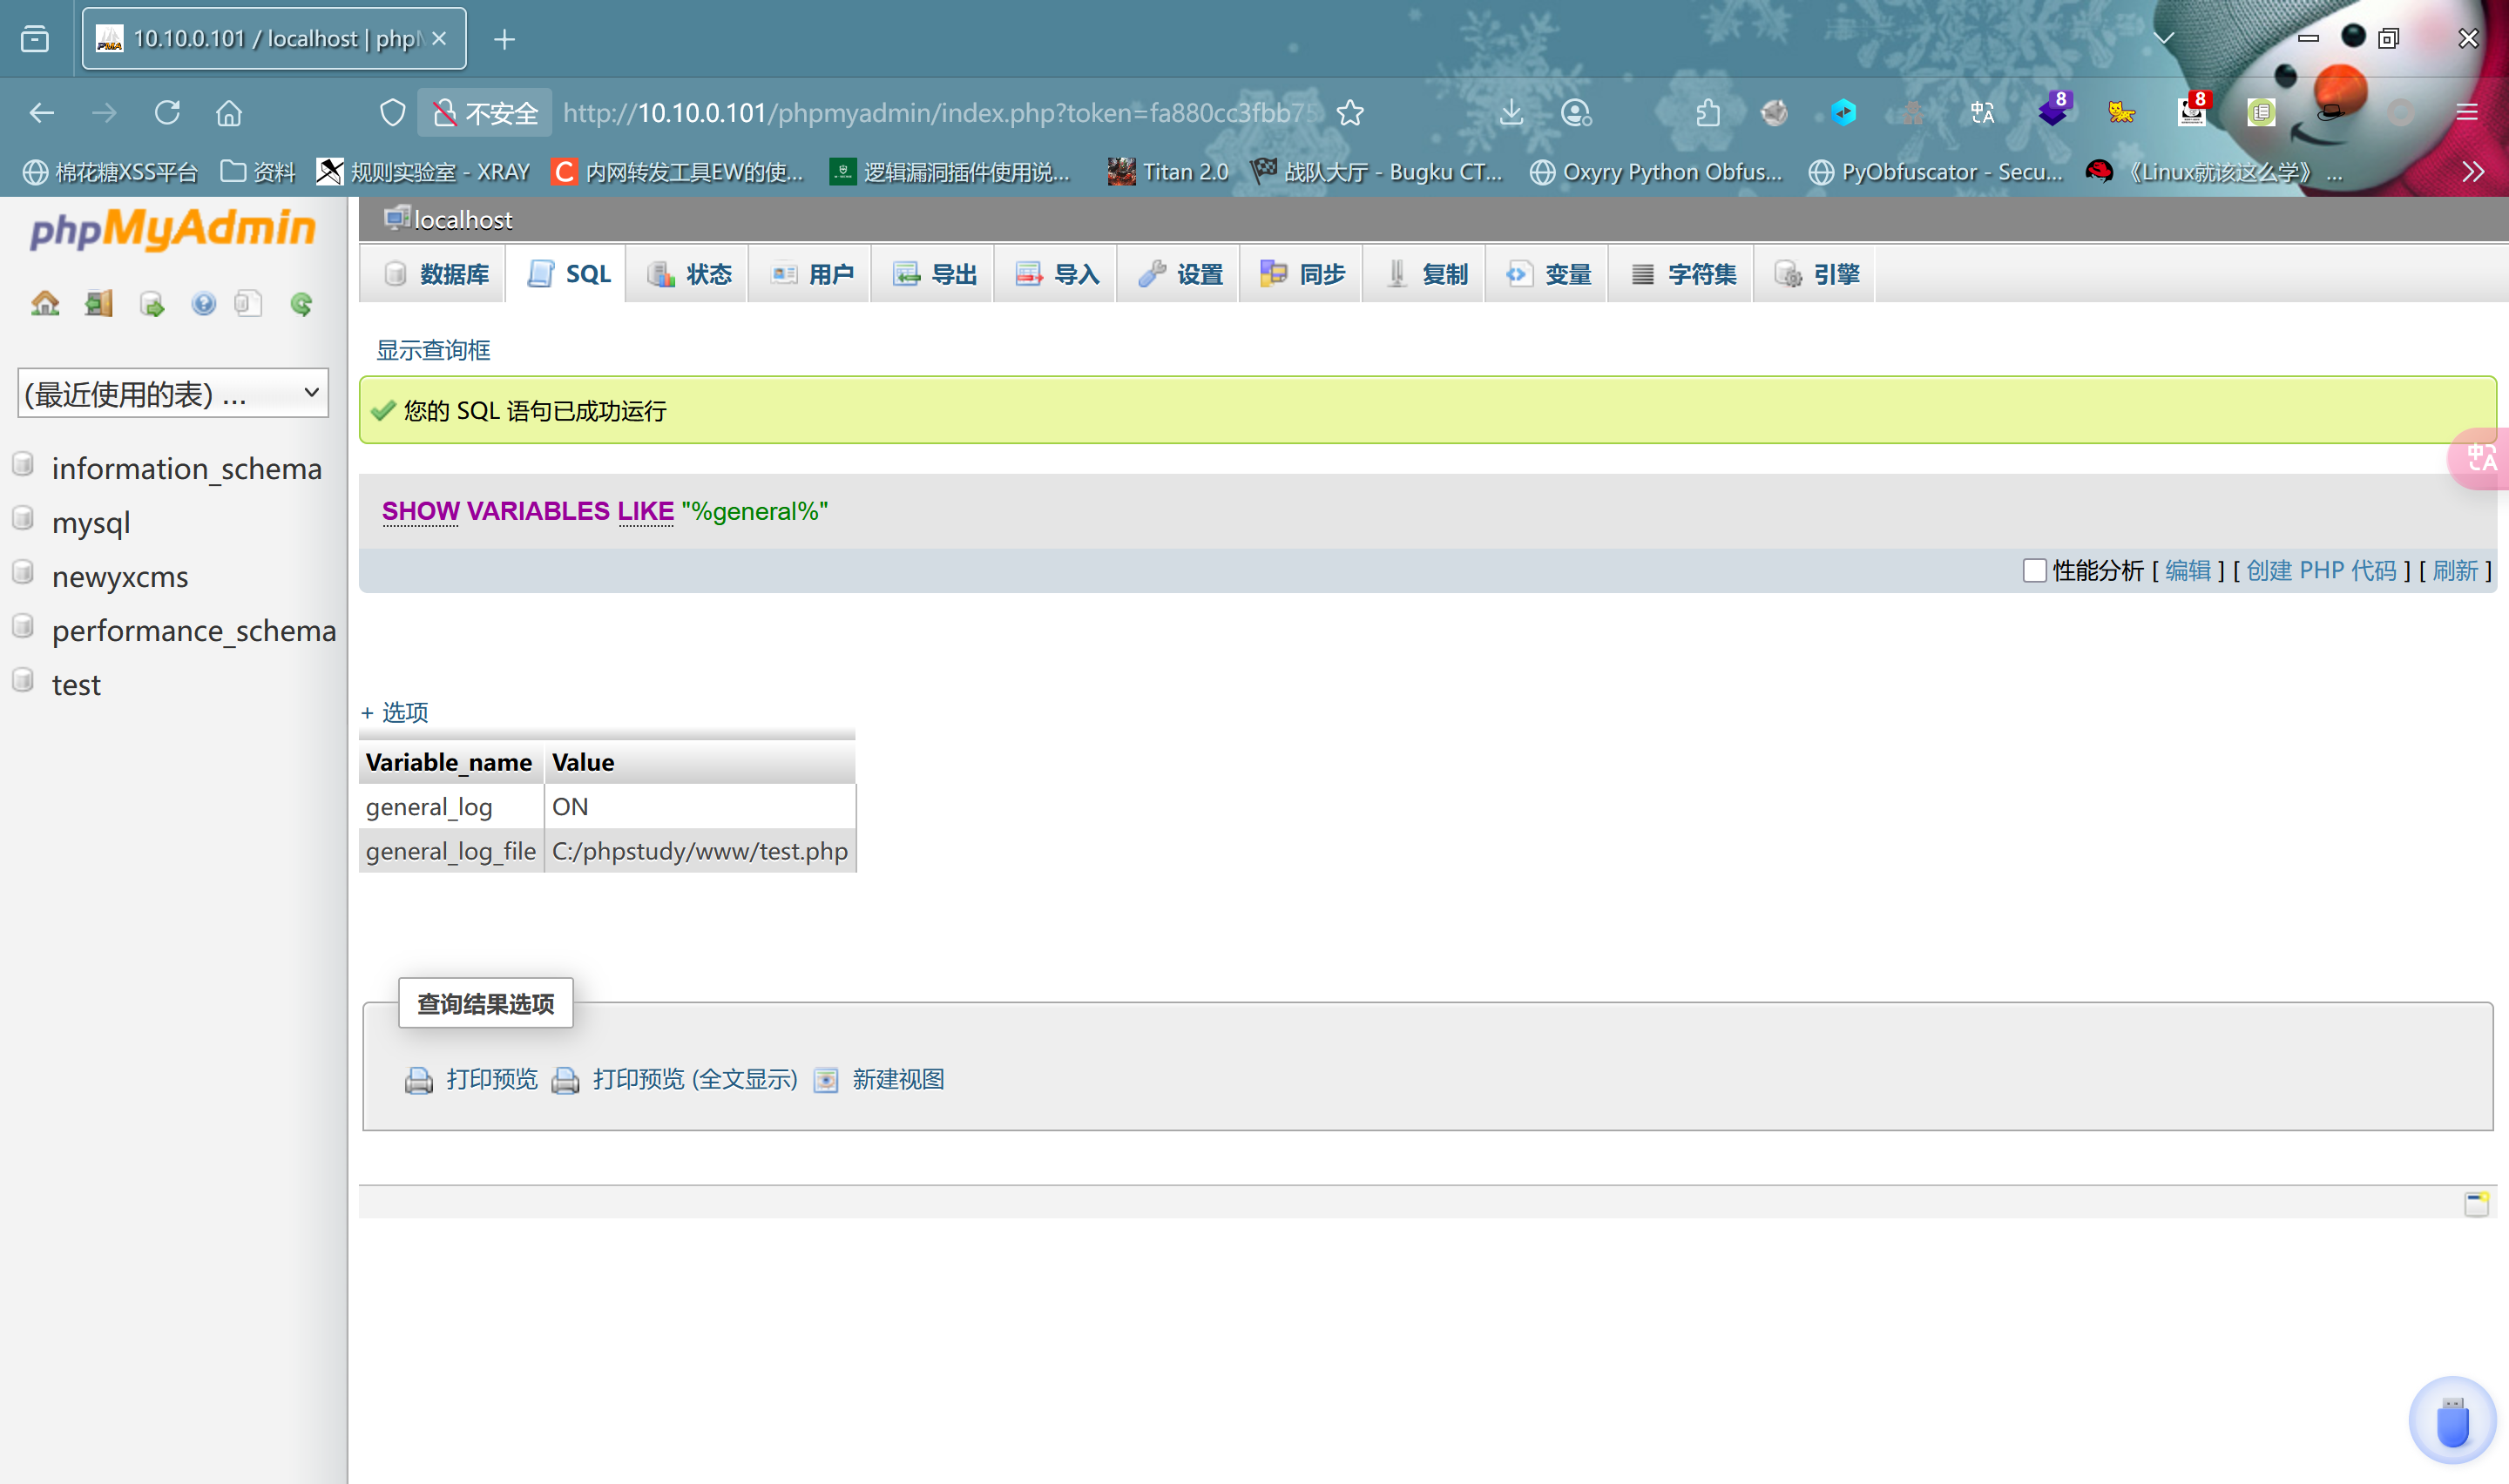 10.10.0.101 / localhost | phpM
不安全 http://10.10.0.101/phpmyadmin/index.php?token=fa880cc3fbb75
8
8
棉花糖XSS平台 资料 规则实验室 - XRAY 内网转发工具EW的使... 逻辑漏洞插件使用说... Titan 2.0 战队大厅 - Bugku CT... Oxyry Python Obfus... PyObfuscator - Secu... 《Linux就该这么学》 ...
phpMyAdmin
(最近使用的表) ...
information_schema
mysql
newyxcms
performance_schema
test
localhost
数据库 SQL 状态 用户 导出 导入 设置 同步 复制 变量 字符集 引擎
显示查询框
您的 SQL 语句已成功运行
SHOW VARIABLES LIKE "%general%"
性能分析 [ 编辑 ] [ 创建 PHP 代码 ] [ 刷新 ]
+ 选项
Variable_name Value
general_log ON
general_log_file C:/phpstudy/www/test.php
查询结果选项
打印预览 打印预览 (全文显示) 新建视图